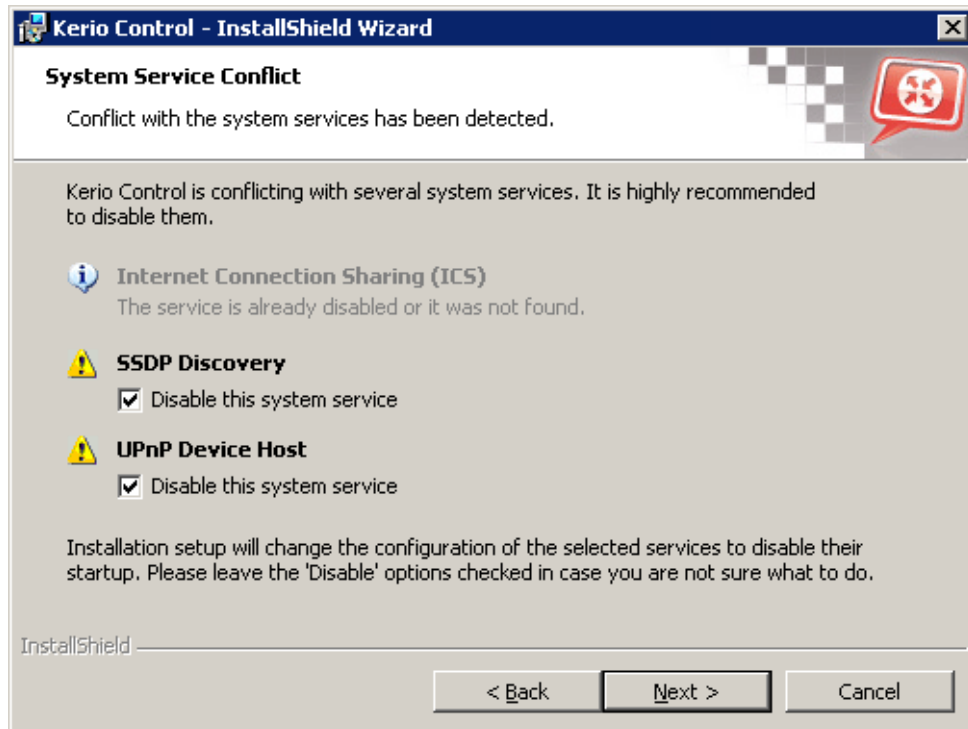 Kerio Control - InstallShield Wizard
System Service Conflict
Conflict with the system services has been detected.
Kerio Control is conflicting with several system services. It is highly recommended
to disable them.
Internet Connection Sharing (ICS)
The service is already disabled or it was not found.
SSDP Discovery
Disable this system service
UPnP Device Host
Disable this system service
Installation setup will change the configuration of the selected services to disable their
startup. Please leave the 'Disable' options checked in case you are not sure what to do.
InstallShield
< Back Next > Cancel